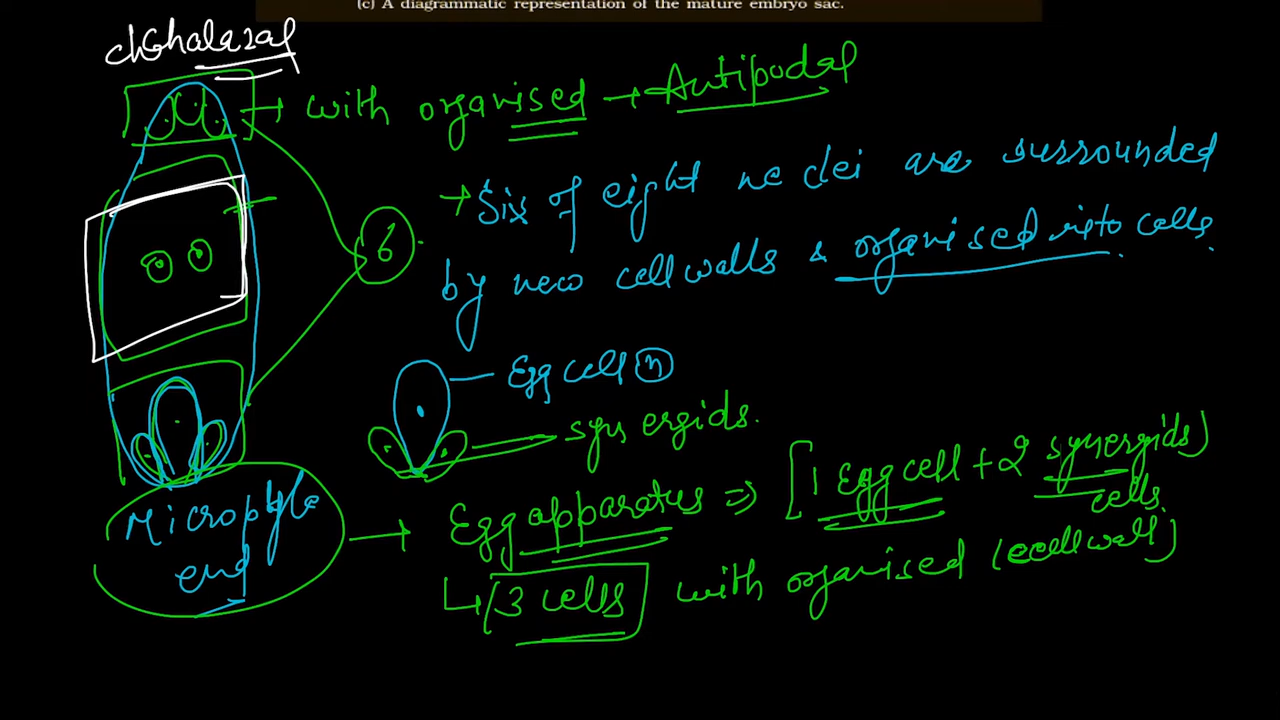 (c) A diagrammatic representation of the mature embryo sac.
chalazal
with organised → Antipodal
→ Six of eight nuclei are surrounded
6
by new cell walls & organised into cells.
Egg cell (n)
synergids.
Egg apparatus ⇒ [1 Egg cell + 2 synergids)
cells.
Micropyle
end
3 cells with organised (cellwall)